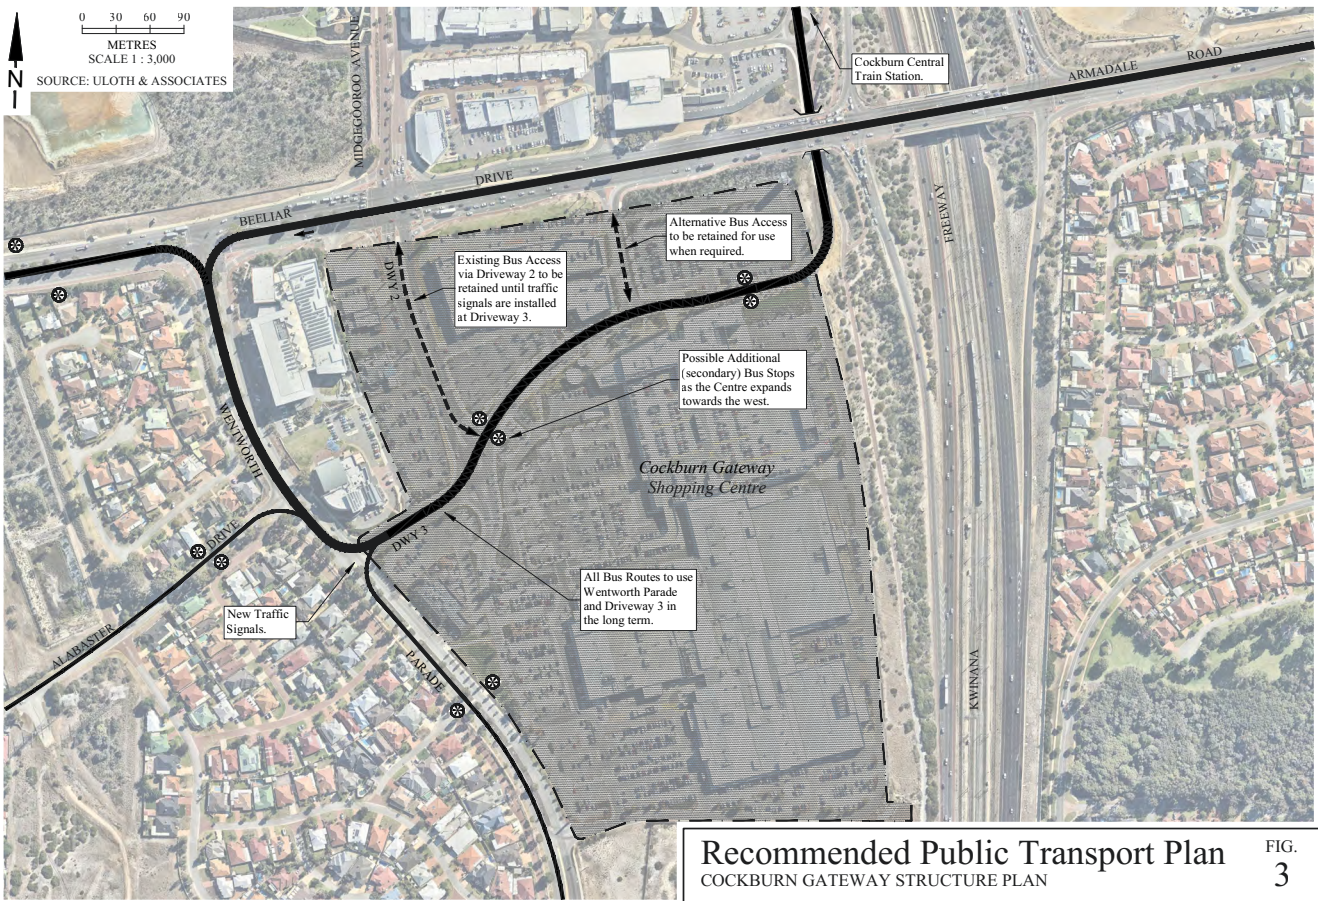 0 30 60 90
METRES
SCALE 1 : 3,000
SOURCE: ULOTH & ASSOCIATES
N
MIDGEGOOROO AVENUE
Cockburn Central
Train Station.
ARMADALE ROAD
BEELIAR DRIVE
FREEWAY
Alternative Bus Access
to be retained for use
when required.
DWY 2
Existing Bus Access
via Driveway 2 to be
retained until traffic
signals are installed
at Driveway 3.
Possible Additional
(secondary) Bus Stops
as the Centre expands
towards the west.
WENTWORTH
Cockburn Gateway
Shopping Centre
DRIVE
DWY 3
All Bus Routes to use
Wentworth Parade
and Driveway 3 in
the long term.
New Traffic
Signals.
ALABASTER
PARADE
KWINANA
Recommended Public Transport Plan
COCKBURN GATEWAY STRUCTURE PLAN
FIG.
3